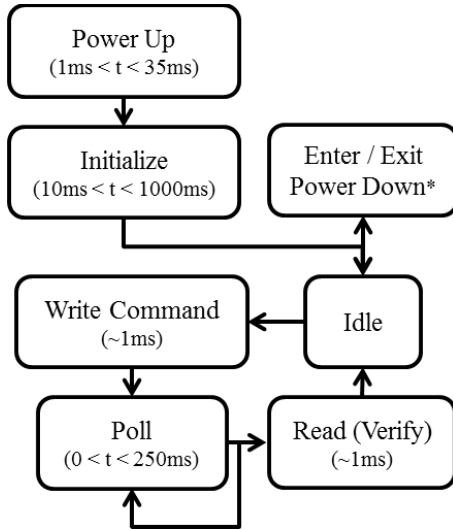 Power Up
(1ms < t < 35ms)
Initialize
(10ms < t < 1000ms)
Enter / Exit
Power Down*
Write Command
(~1ms)
Idle
Poll
(0 < t < 250ms)
Read (Verify)
(~1ms)